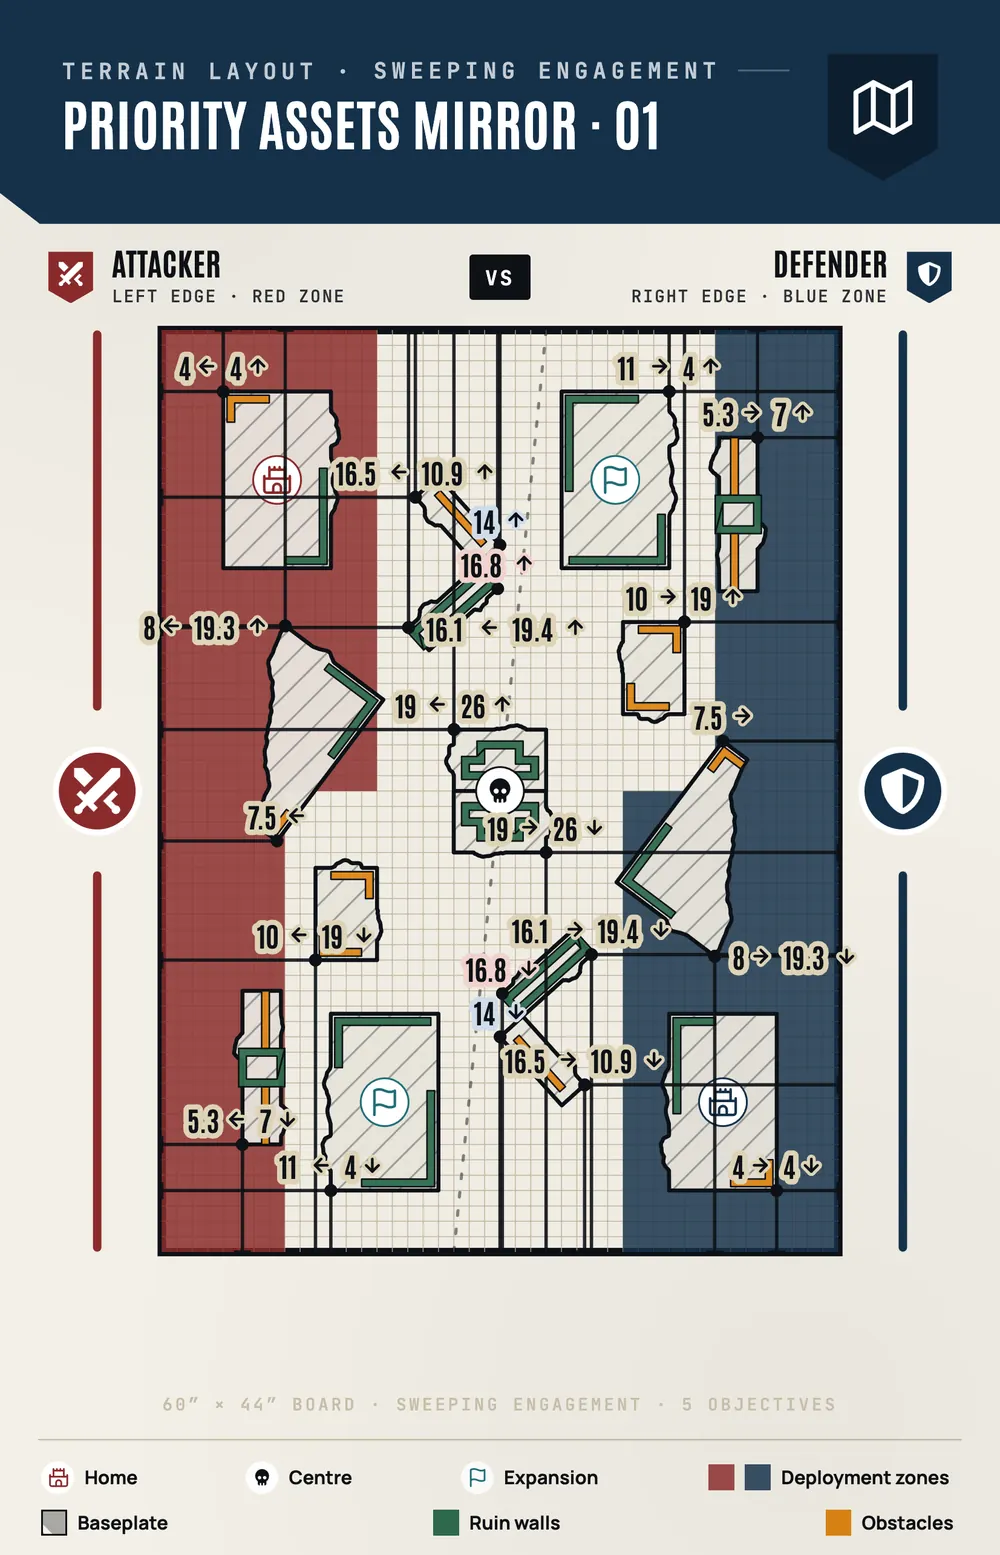 TERRAIN LAYOUT · SWEEPING ENGAGEMENT
PRIORITY ASSETS MIRROR · 01
ATTACKER
LEFT EDGE · RED ZONE
VS
DEFENDER
RIGHT EDGE · BLUE ZONE
4 ← 4 ↑
11 → 4 ↑
5.3 → 7 ↑
16.5 ← 10.9 ↑
14 ↑
16.8 ↑
10 → 19 ↑
8 ← 19.3 ↑
16.1 ← 19.4 ↑
19 ← 26 ↑
7.5 →
7.5 ←
19 → 26 ↓
10 ← 19 ↓
16.1 → 19.4 ↓
8 → 19.3 ↓
16.8 ↓
14 ↓
16.5 → 10.9 ↓
5.3 ← 7 ↓
11 ← 4 ↓
4 → 4 ↓
60” × 44” BOARD · SWEEPING ENGAGEMENT · 5 OBJECTIVES
Home
Centre
Expansion
Deployment zones
Baseplate
Ruin walls
Obstacles